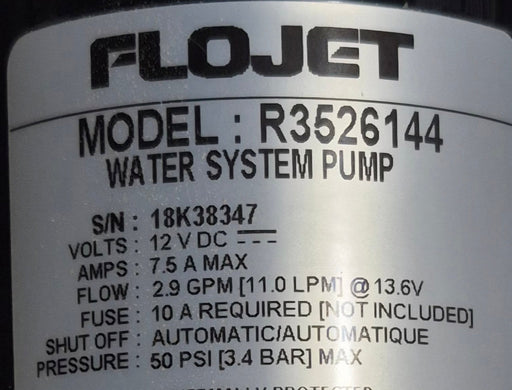 FLOJET
MODEL : R3526144
WATER SYSTEM PUMP
S/N : 18K38347
VOLTS : 12 V DC ⎓
AMPS : 7.5 A MAX
FLOW : 2.9 GPM [11.0 LPM] @ 13.6V
FUSE : 10 A REQUIRED [NOT INCLUDED]
SHUT OFF : AUTOMATIC/AUTOMATIQUE
PRESSURE : 50 PSI [3.4 BAR] MAX